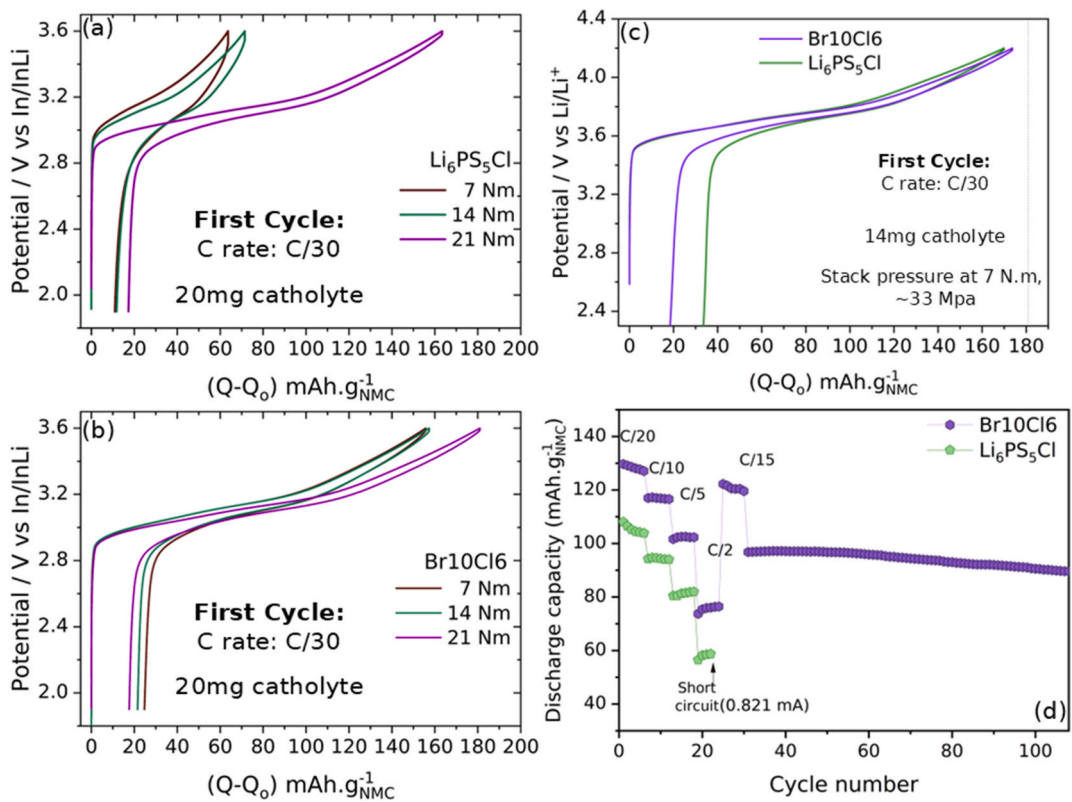 (a)
3.6
3.2
2.8
2.4
2.0
Potential / V vs In/InLi
Li₆PS₅Cl
7 Nm
14 Nm
21 Nm
First Cycle:
C rate: C/30
20mg catholyte
0 20 40 60 80 100 120 140 160 180 200
(Q-Qₒ) mAh.g⁻¹NMC
(c)
4.4
4.0
3.6
3.2
2.8
2.4
Potential / V vs Li/Li⁺
Br10Cl6
Li₆PS₅Cl
First Cycle:
C rate: C/30
14mg catholyte
Stack pressure at 7 N.m,
~33 Mpa
0 20 40 60 80 100 120 140 160 180
(Q-Qₒ) mAh.g⁻¹NMC
(b)
3.6
3.2
2.8
2.4
2.0
Potential / V vs In/InLi
Br10Cl6
7 Nm
14 Nm
21 Nm
First Cycle:
C rate: C/30
20mg catholyte
0 20 40 60 80 100 120 140 160 180 200
(Q-Qₒ) mAh.g⁻¹NMC
140
120
100
80
60
40
Discharge capacity (mAh.g⁻¹NMC)
Br10Cl6
Li₆PS₅Cl
C/20
C/10
C/5
C/2
C/15
Short
circuit(0.821 mA)
(d)
0 20 40 60 80 100
Cycle number